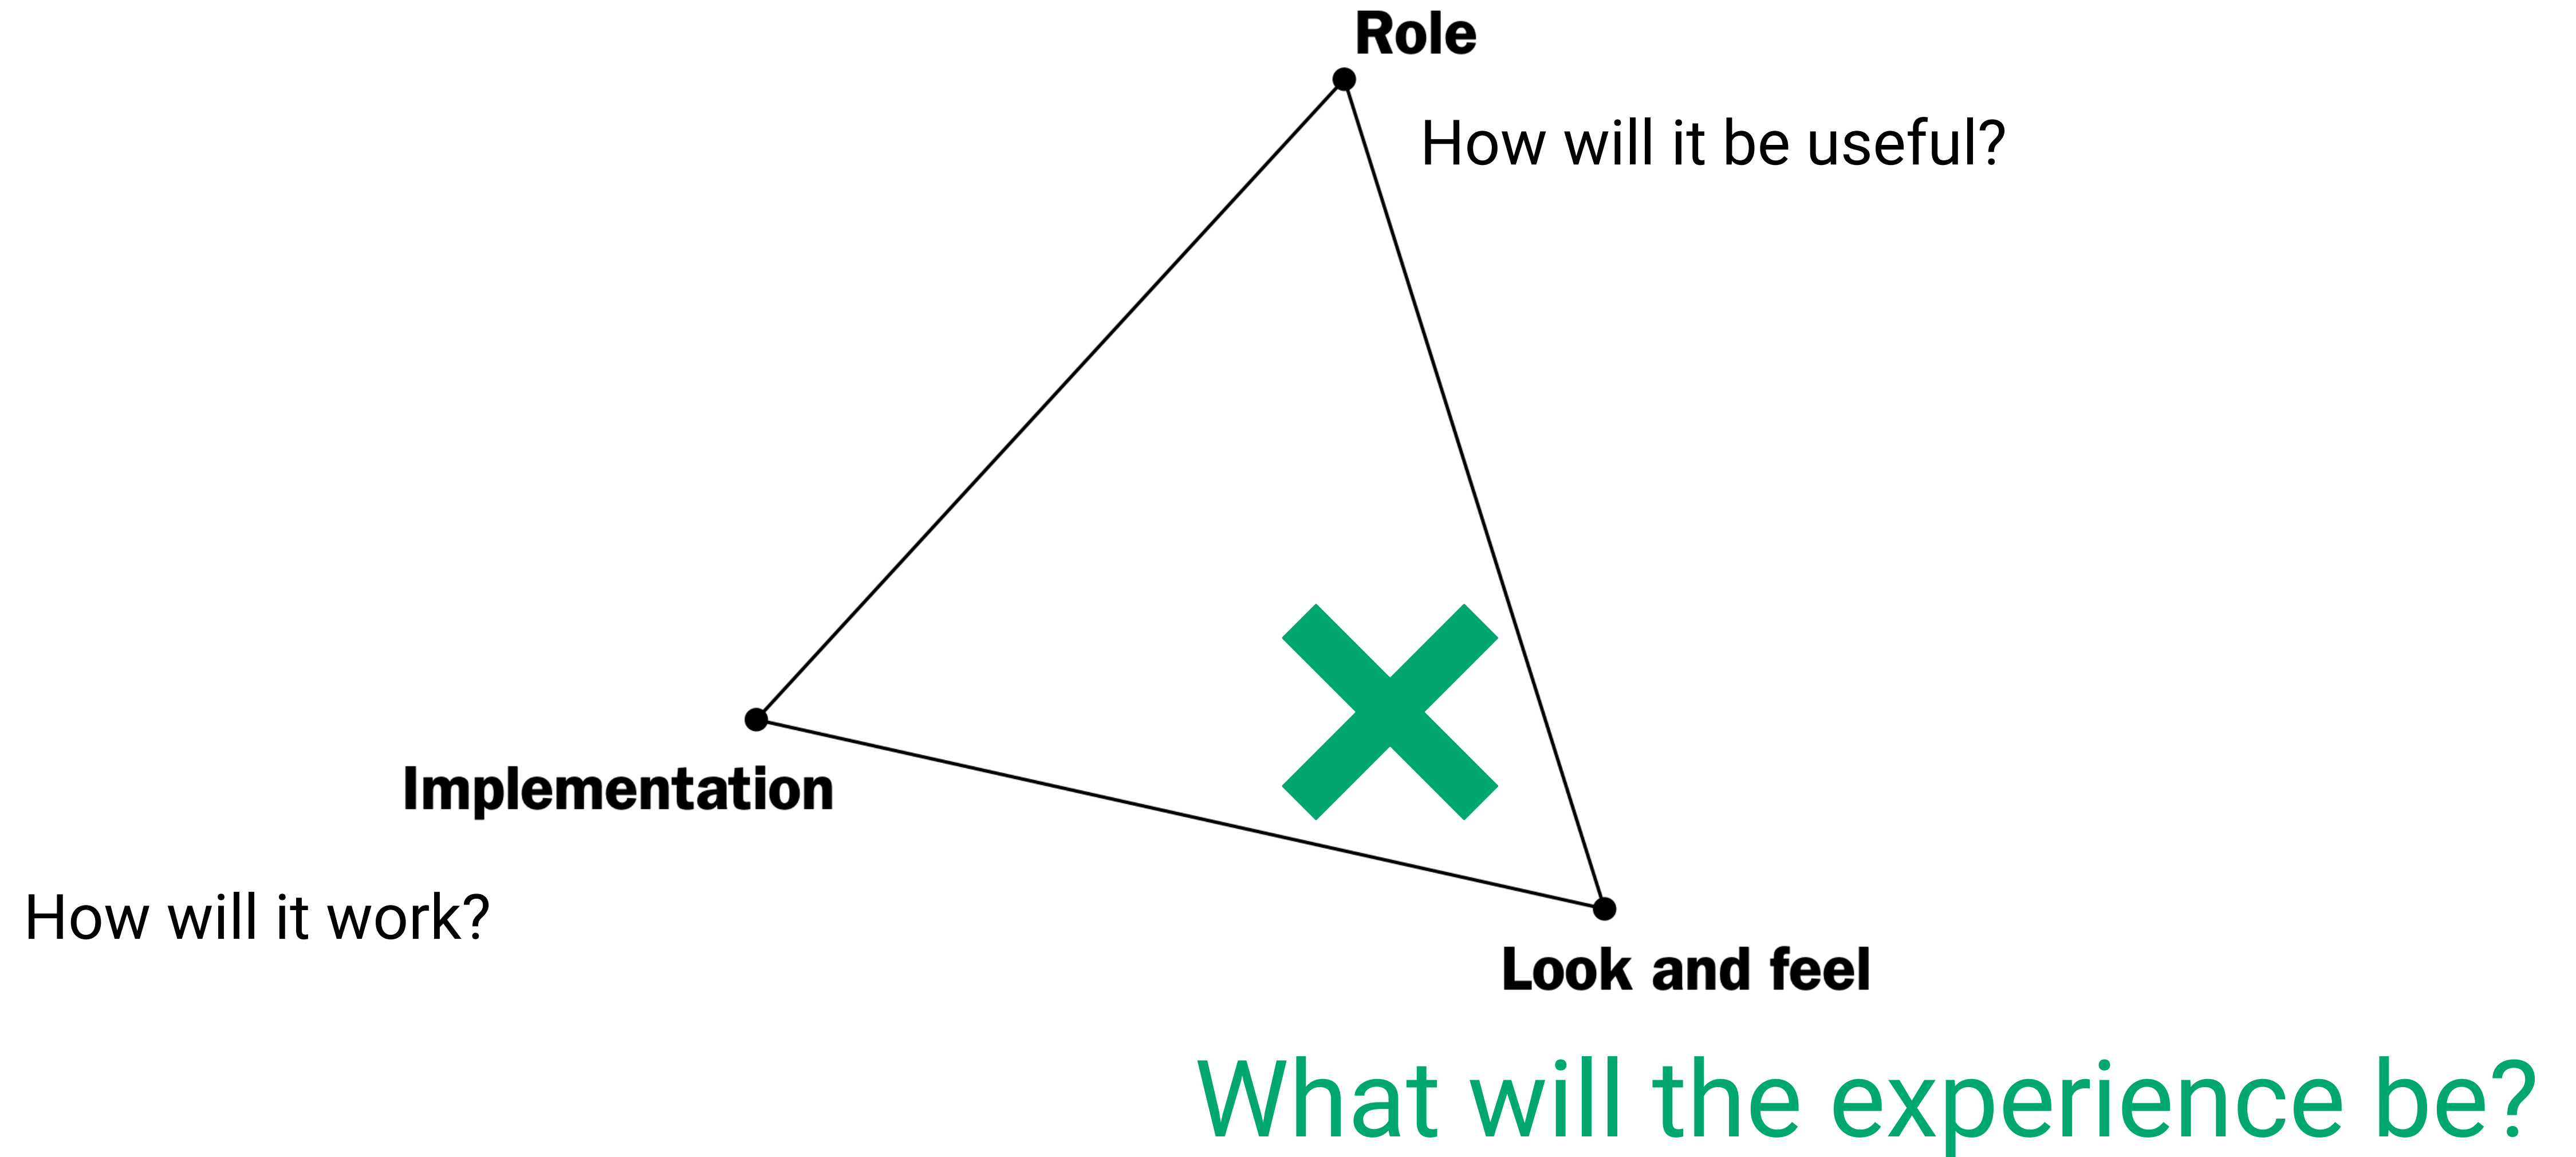 Role
How will it be useful?
Implementation
How will it work?
Look and feel
What will the experience be?